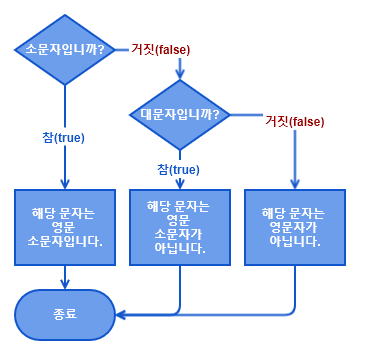 소문자입니까?
거짓(false)
대문자입니까?
거짓(false)
참(true)
참(true)
해당 문자는
영문
소문자입니다.
해당 문자는
영문
소문자가
아닙니다.
해당 문자는
영문자가
아닙니다.
종료